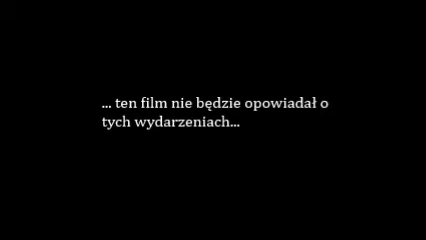 ... ten film nie będzie opowiadał o
tych wydarzeniach...